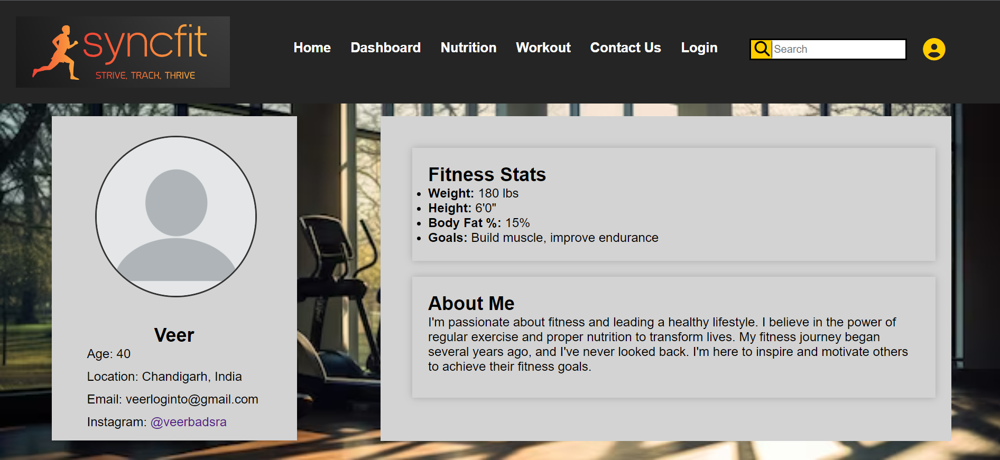 syncfit
STRIVE, TRACK, THRIVE
Home Dashboard Nutrition Workout Contact Us Login
Search
Veer
Age: 40
Location: Chandigarh, India
Email: veerloginto@gmail.com
Instagram: @veerbadsra
Fitness Stats
• Weight: 180 lbs
• Height: 6'0"
• Body Fat %: 15%
• Goals: Build muscle, improve endurance
About Me
I'm passionate about fitness and leading a healthy lifestyle. I believe in the power of
regular exercise and proper nutrition to transform lives. My fitness journey began
several years ago, and I've never looked back. I'm here to inspire and motivate others
to achieve their fitness goals.